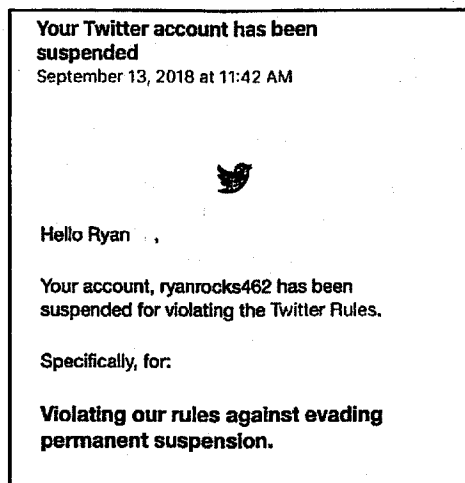 Your Twitter account has been
suspended
September 13, 2018 at 11:42 AM
Hello Ryan ,
Your account, ryanrocks462 has been
suspended for violating the Twitter Rules.
Specifically, for:
Violating our rules against evading
permanent suspension.